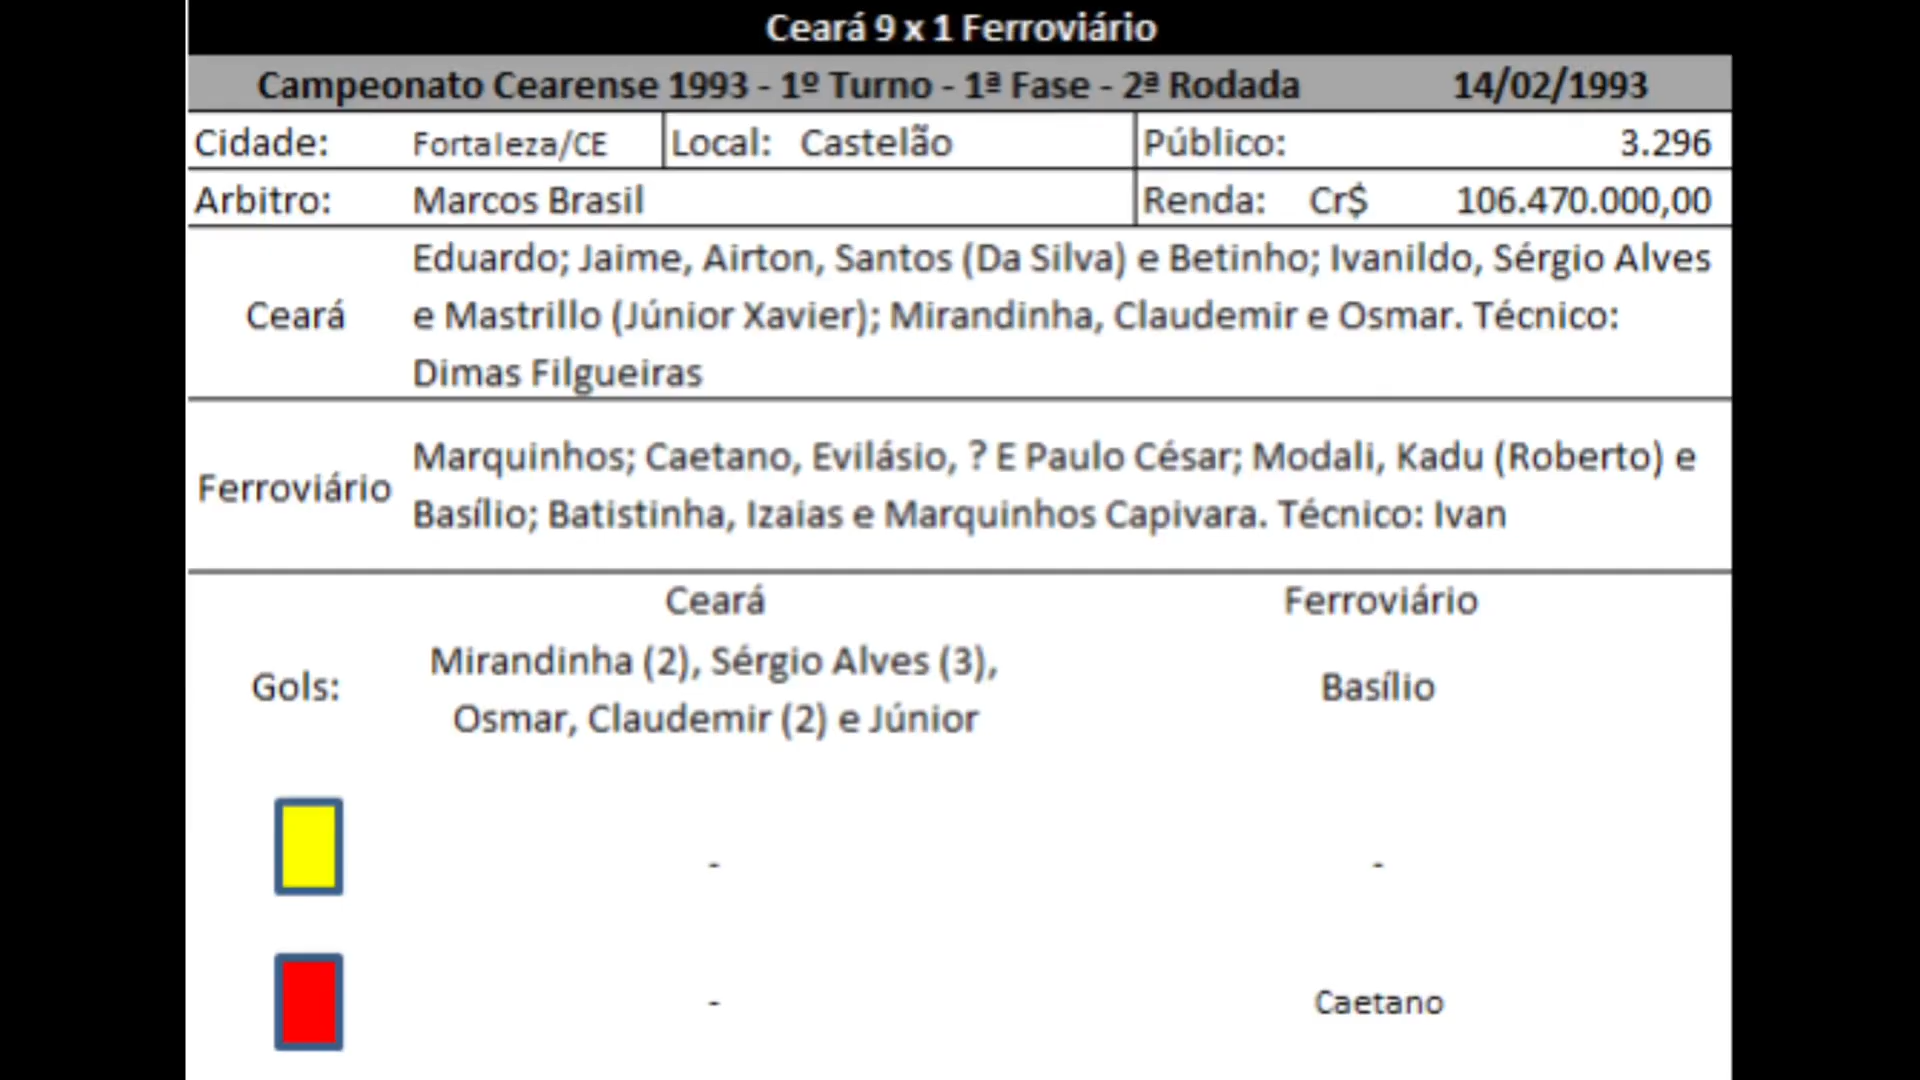 Ceará 9 x 1 Ferroviário
Campeonato Cearense 1993 - 1º Turno - 1ª Fase - 2ª Rodada 14/02/1993
Cidade: Fortaleza/CE Local: Castelão Público: 3.296
Arbitro: Marcos Brasil Renda: Cr$ 106.470.000,00
Eduardo; Jaime, Airton, Santos (Da Silva) e Betinho; Ivanildo, Sérgio Alves
Ceará e Mastrillo (Júnior Xavier); Mirandinha, Claudemir e Osmar. Técnico:
Dimas Filgueiras
Marquinhos; Caetano, Evilásio, ? E Paulo César; Modali, Kadu (Roberto) e
Ferroviário
Basílio; Batistinha, Izaias e Marquinhos Capivara. Técnico: Ivan
Ceará Ferroviário
Mirandinha (2), Sérgio Alves (3),
Gols: Basílio
Osmar, Claudemir (2) e Júnior
- -
- Caetano